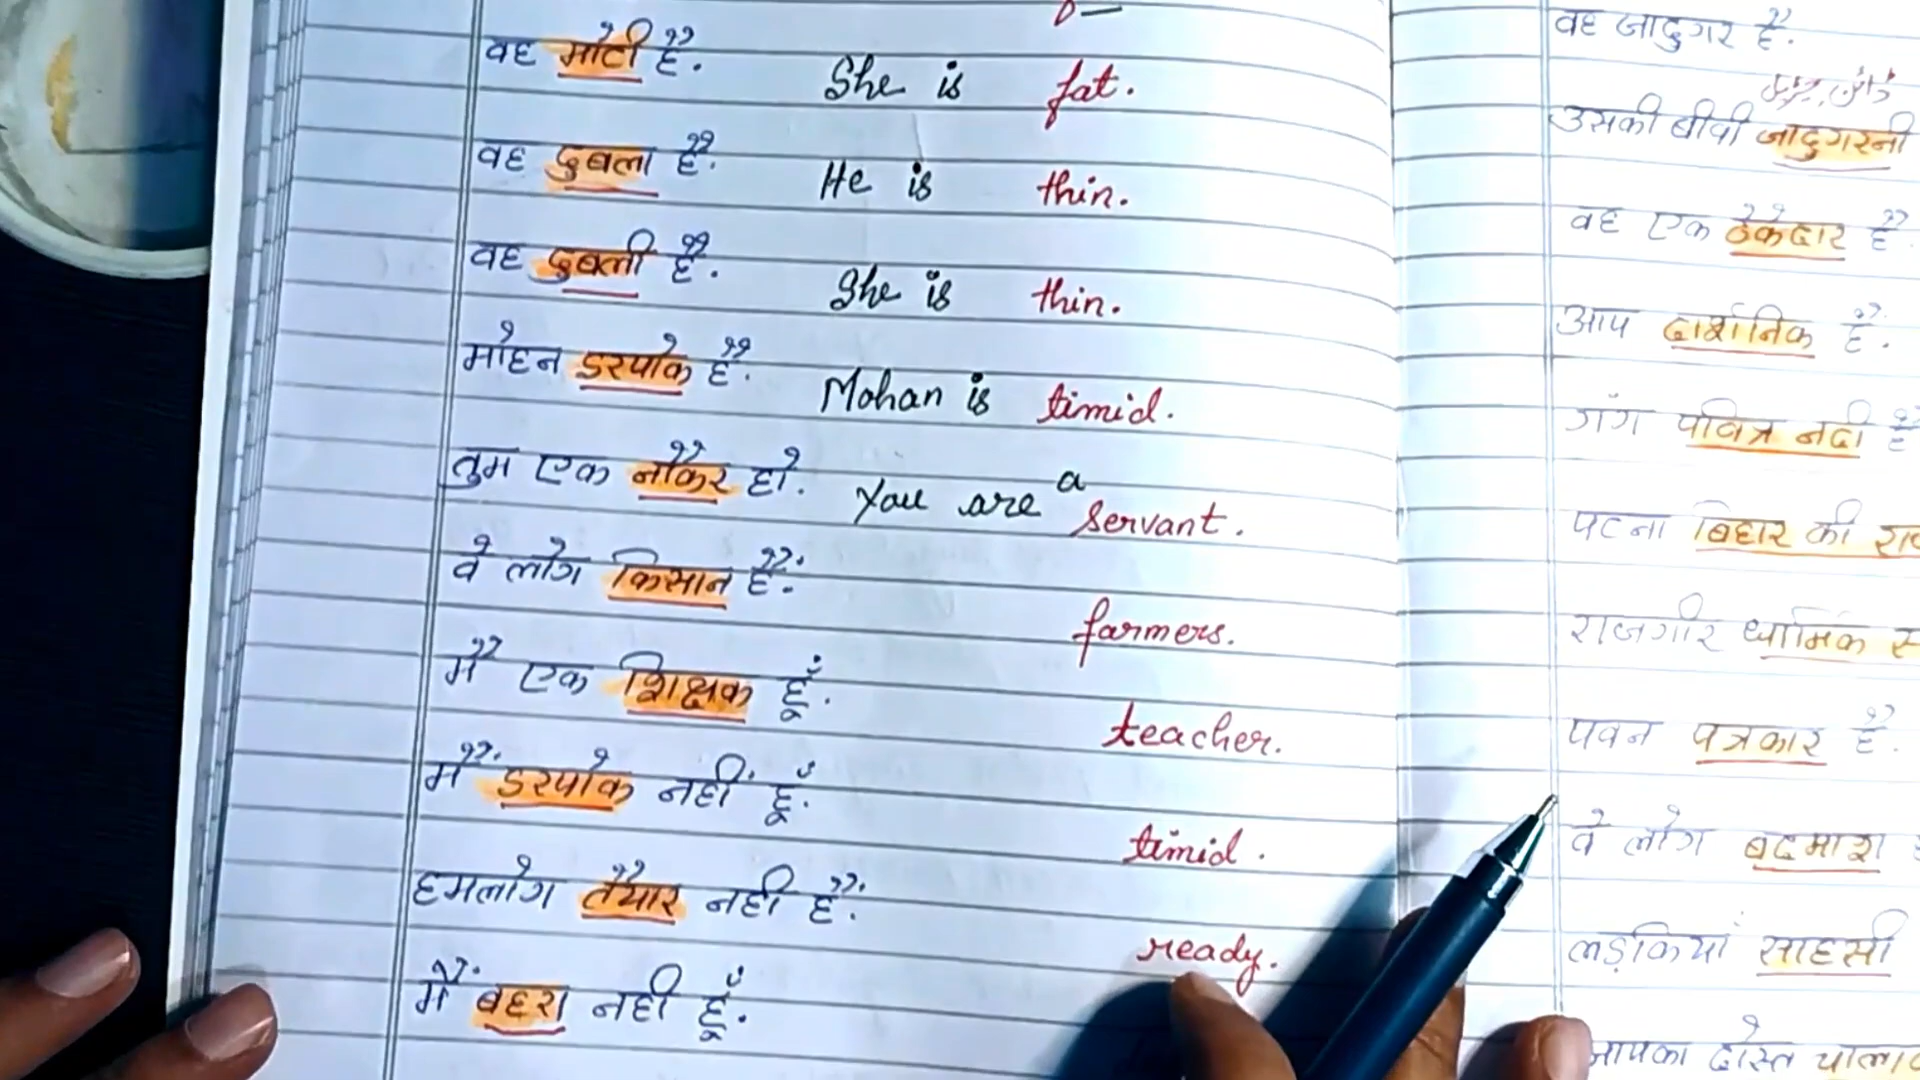 वह मोटी है. She is fat.
वह दुबला है. He is thin.
वह दुबली है. She is thin.
मोहन डरपोक है. Mohan is timid.
तुम एक नौकर हो. You are a servant.
वे लोग किसान हैं. farmers.
मैं एक शिक्षक हूँ. teacher.
मैं डरपोक नहीं हूँ. timid.
हमलोग तैयार नहीं हैं. ready.
मैं बहरा नहीं हूँ.
वह जादुगर है.
उसकी बीवी जादुगरनी
वह एक ठेकेदार है.
आप दार्शनिक हैं.
गंग पवित्र नदी है
पटना बिहार की
राजगीर धार्मिक
पवन पत्रकार है.
वे लोग बदमाश
लड़कियाँ साहसी
आपका दोस्त